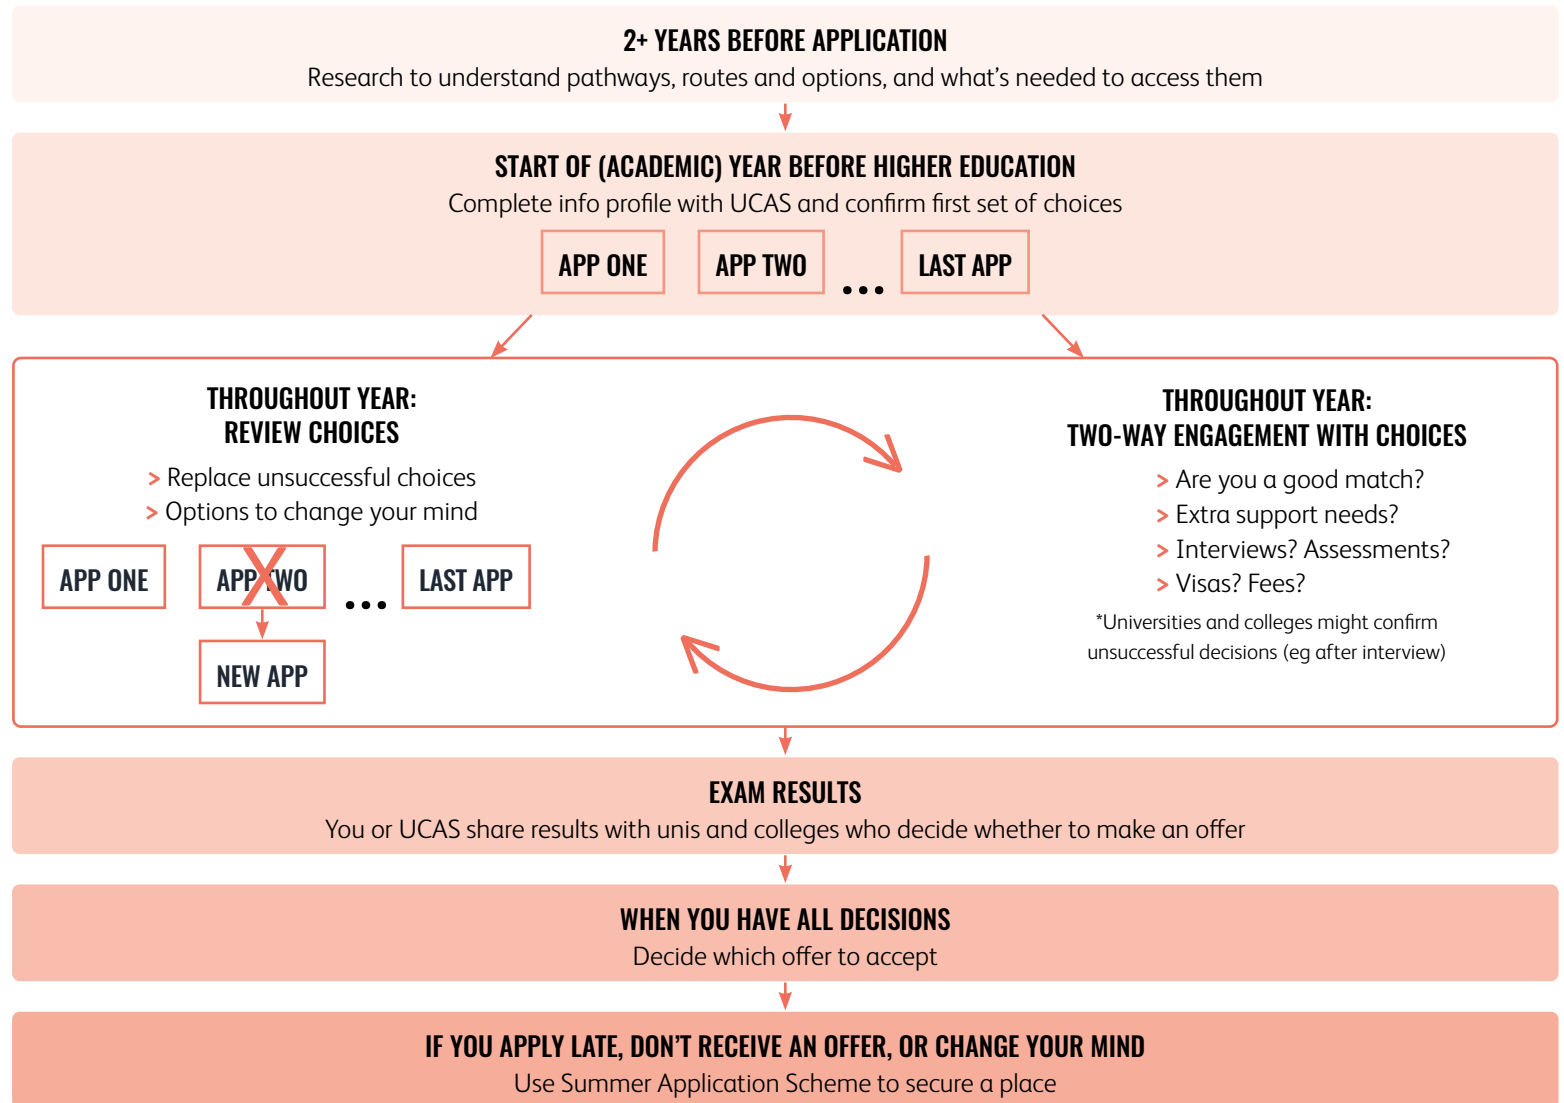 2+ YEARS BEFORE APPLICATION
Research to understand pathways, routes and options, and what's needed to access them
START OF (ACADEMIC) YEAR BEFORE HIGHER EDUCATION
Complete info profile with UCAS and confirm first set of choices
APP ONE APP TWO ... LAST APP
THROUGHOUT YEAR:
REVIEW CHOICES
> Replace unsuccessful choices
> Options to change your mind
APP ONE APP TWO ... LAST APP
NEW APP
THROUGHOUT YEAR:
TWO-WAY ENGAGEMENT WITH CHOICES
> Are you a good match?
> Extra support needs?
> Interviews? Assessments?
> Visas? Fees?
*Universities and colleges might confirm
unsuccessful decisions (eg after interview)
EXAM RESULTS
You or UCAS share results with unis and colleges who decide whether to make an offer
WHEN YOU HAVE ALL DECISIONS
Decide which offer to accept
IF YOU APPLY LATE, DON'T RECEIVE AN OFFER, OR CHANGE YOUR MIND
Use Summer Application Scheme to secure a place